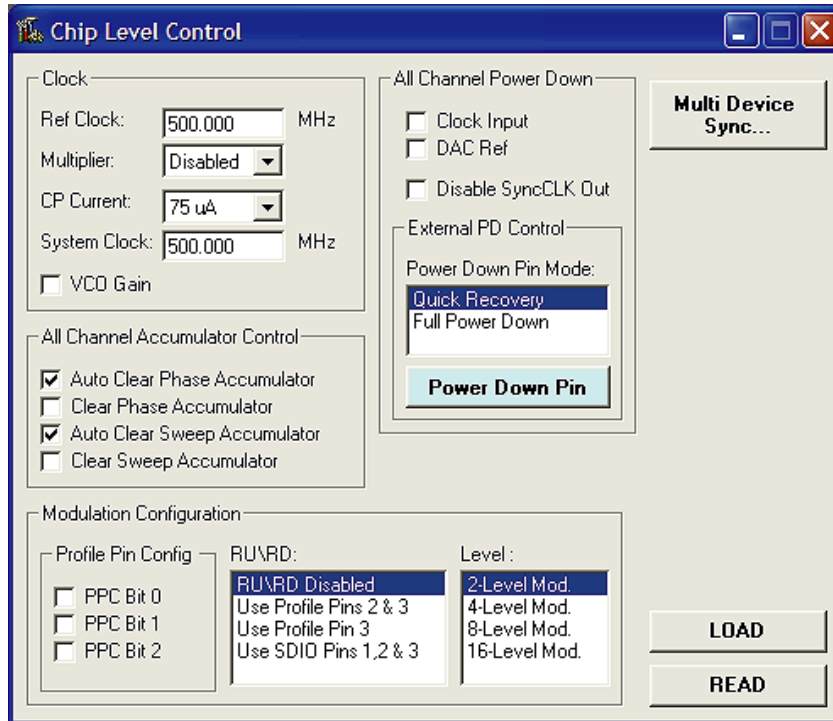 Chip Level Control
Clock
Ref Clock: 500.000 MHz
Multiplier: Disabled
CP Current: 75 uA
System Clock: 500.000 MHz
VCO Gain
All Channel Accumulator Control
Auto Clear Phase Accumulator
Clear Phase Accumulator
Auto Clear Sweep Accumulator
Clear Sweep Accumulator
All Channel Power Down
Clock Input
DAC Ref
Disable SyncCLK Out
External PD Control
Power Down Pin Mode:
Quick Recovery
Full Power Down
Power Down Pin
Multi Device
Sync...
Modulation Configuration
Profile Pin Config
PPC Bit 0
PPC Bit 1
PPC Bit 2
RU\RD:
RU\RD Disabled
Use Profile Pins 2 & 3
Use Profile Pin 3
Use SDIO Pins 1,2 & 3
Level :
2-Level Mod.
4-Level Mod.
8-Level Mod.
16-Level Mod.
LOAD
READ